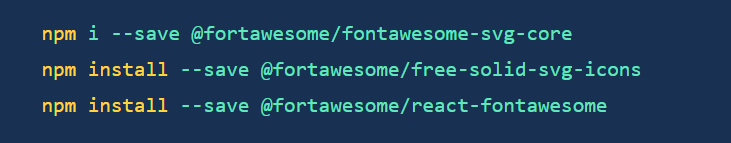 npm i --save @fortawesome/fontawesome-svg-core
npm install --save @fortawesome/free-solid-svg-icons
npm install --save @fortawesome/react-fontawesome